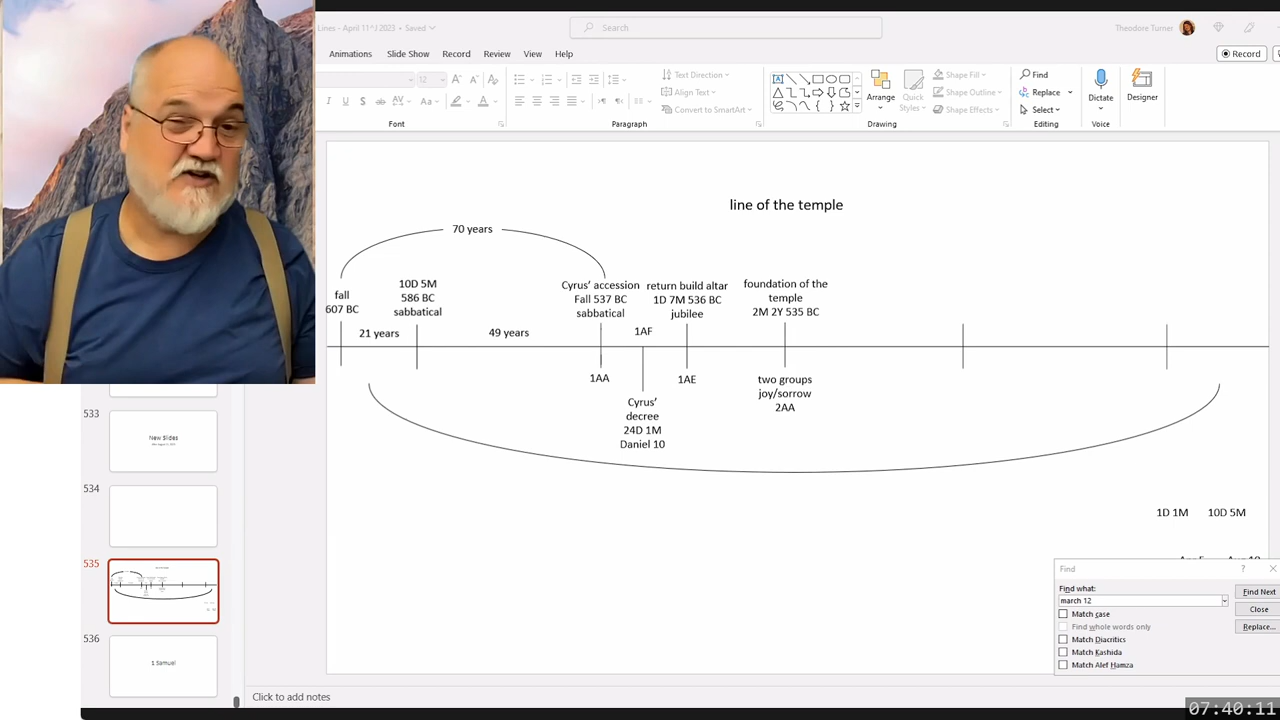 Lines - April 11^J 2023 • Saved
Search
Theodore Turner
Animations
Slide Show
Record
Review
View
Help
Record
12
Text Direction
Align Text
Convert to SmartArt
Arrange
Quick
Styles
Shape Fill
Shape Outline
Shape Effects
Find
Replace
Select
Dictate
Designer
Font
Paragraph
Drawing
Editing
Voice
line of the temple
70 years
fall
607 BC
10D 5M
586 BC
sabbatical
Cyrus' accession
Fall 537 BC
sabbatical
return build altar
1D 7M 536 BC
jubilee
foundation of the
temple
2M 2Y 535 BC
21 years
49 years
1AF
1AA
1AE
Cyrus'
decree
24D 1M
Daniel 10
two groups
joy/sorrow
2AA
1D 1M
10D 5M
533
New Slides
534
535
536
1 Samuel
Find
?
Find what:
march 12
Find Next
Match case
Close
Find whole words only
Replace...
Match Diacritics
Match Kashida
Match Alef Hamza
Click to add notes
07:40:11